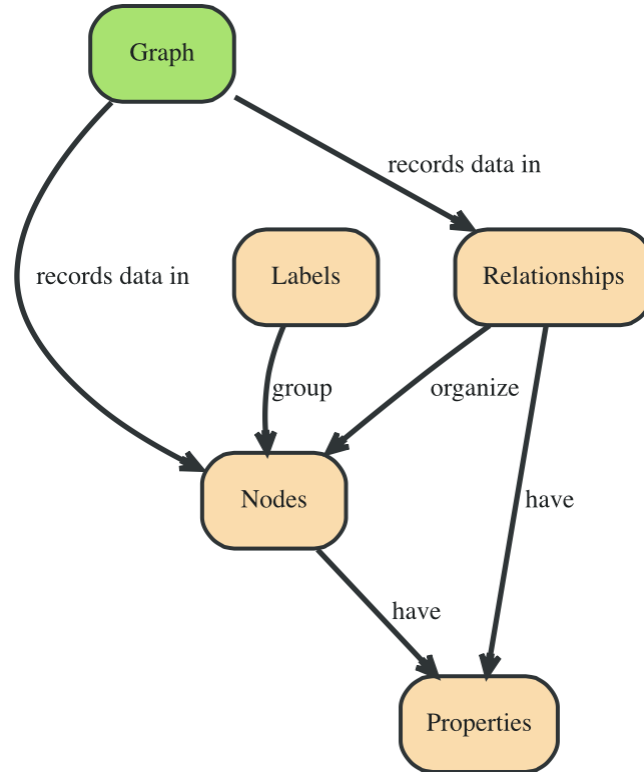 Graph
records data in
records data in
Labels
Relationships
group
organize
Nodes
have
have
Properties